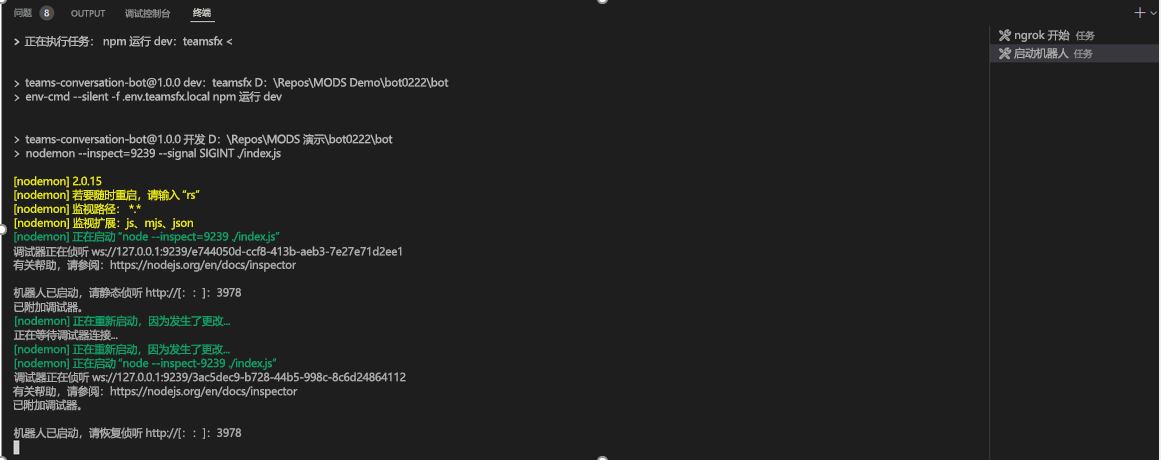 问题 8 OUTPUT 调试控制台 终端
> 正在执行任务： npm 运行 dev：teamsfx <
ngrok 开始 任务
启动机器人 任务
> teams-conversation-bot@1.0.0 dev：teamsfx D：\Repos\MODS Demo\bot0222\bot
> env-cmd --silent -f .env.teamsfx.local npm 运行 dev
> teams-conversation-bot@1.0.0 开发 D：\Repos\MODS 演示\bot0222\bot
> nodemon --inspect=9239 --signal SIGINT ./index.js
[nodemon] 2.0.15
[nodemon] 若要随时重启，请输入 “rs”
[nodemon] 监视路径： *.*
[nodemon] 监视扩展：js、mjs、json
[nodemon] 正在启动 “node --inspect=9239 ./index.js”
调试器正在侦听 ws://127.0.0.1:9239/e744050d-ccf8-413b-aeb3-7e27e71d2ee1
有关帮助，请参阅：https://nodejs.org/en/docs/inspector
机器人已启动，请静态侦听 http://[：：]：3978
已附加调试器。
[nodemon] 正在重新启动，因为发生了更改...
正在等待调试器连接...
[nodemon] 正在重新启动，因为发生了更改...
[nodemon] 正在启动 “node --inspect-9239 ./index.js”
调试器正在侦听 ws://127.0.0.1:9239/3ac5dec9-b728-44b5-998c-8c6d24864112
有关帮助，请参阅：https://nodejs.org/en/docs/inspector
已附加调试器。
机器人已启动，请恢复侦听 http://[：：]：3978